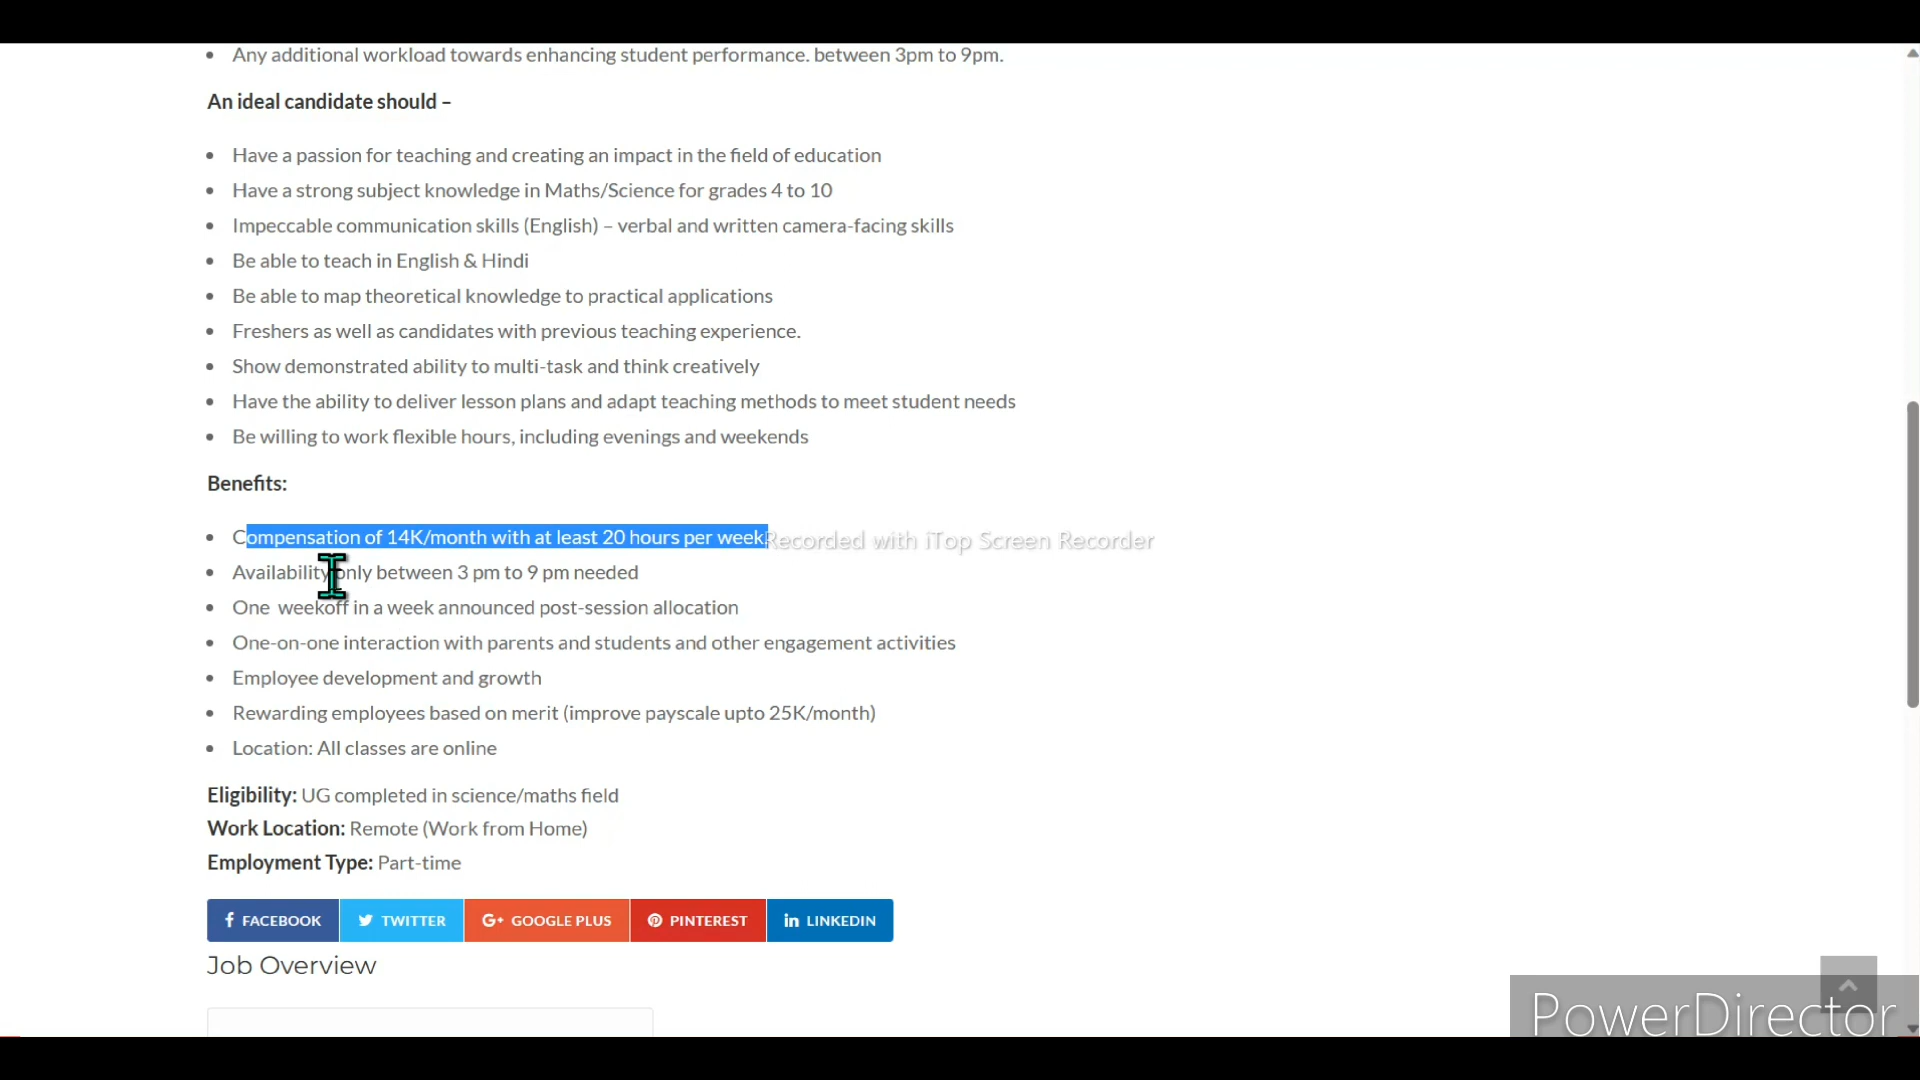 Any additional workload towards enhancing student performance. between 3pm to 9pm.
An ideal candidate should –
Have a passion for teaching and creating an impact in the field of education
Have a strong subject knowledge in Maths/Science for grades 4 to 10
Impeccable communication skills (English) – verbal and written camera-facing skills
Be able to teach in English & Hindi
Be able to map theoretical knowledge to practical applications
Freshers as well as candidates with previous teaching experience.
Show demonstrated ability to multi-task and think creatively
Have the ability to deliver lesson plans and adapt teaching methods to meet student needs
Be willing to work flexible hours, including evenings and weekends
Benefits:
Compensation of 14K/month with at least 20 hours per week Recorded with iTop Screen Recorder
Availability only between 3 pm to 9 pm needed
One weekoff in a week announced post-session allocation
One-on-one interaction with parents and students and other engagement activities
Employee development and growth
Rewarding employees based on merit (improve payscale upto 25K/month)
Location: All classes are online
Eligibility: UG completed in science/maths field
Work Location: Remote (Work from Home)
Employment Type: Part-time
FACEBOOK TWITTER GOOGLE PLUS PINTEREST LINKEDIN
Job Overview
PowerDirector